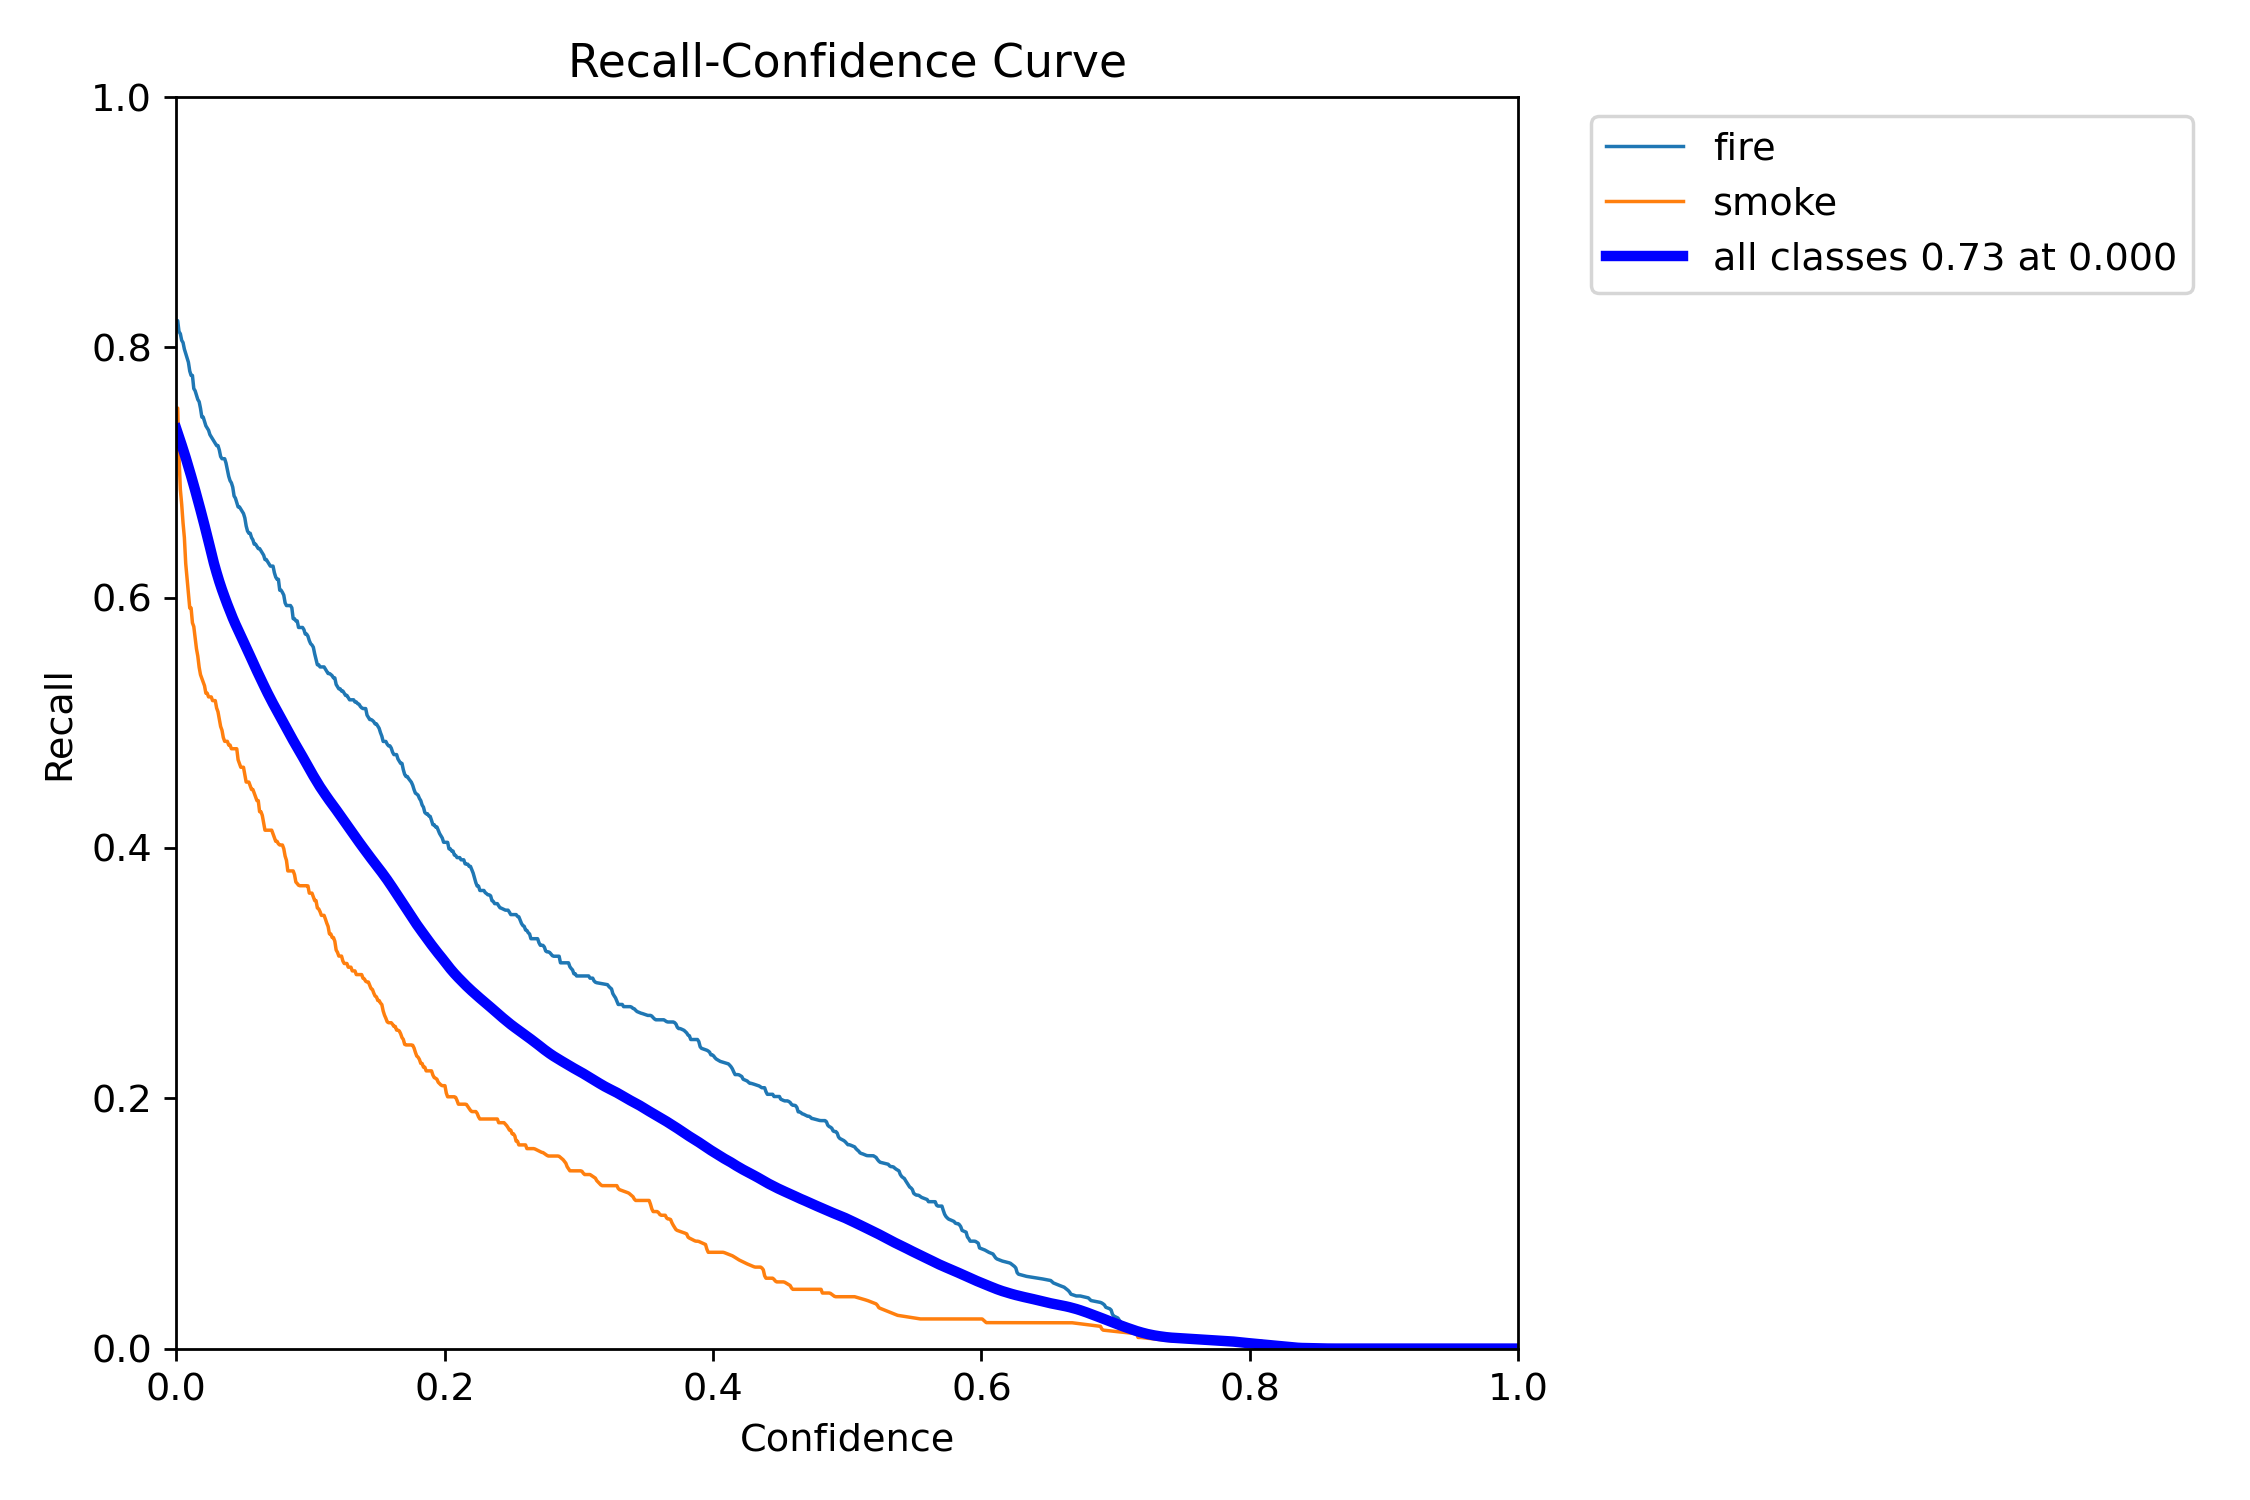 Recall-Confidence Curve
1.0
0.8
0.6
0.4
0.2
0.0
Recall
0.0 0.2 0.4 0.6 0.8 1.0
Confidence
fire
smoke
all classes 0.73 at 0.000